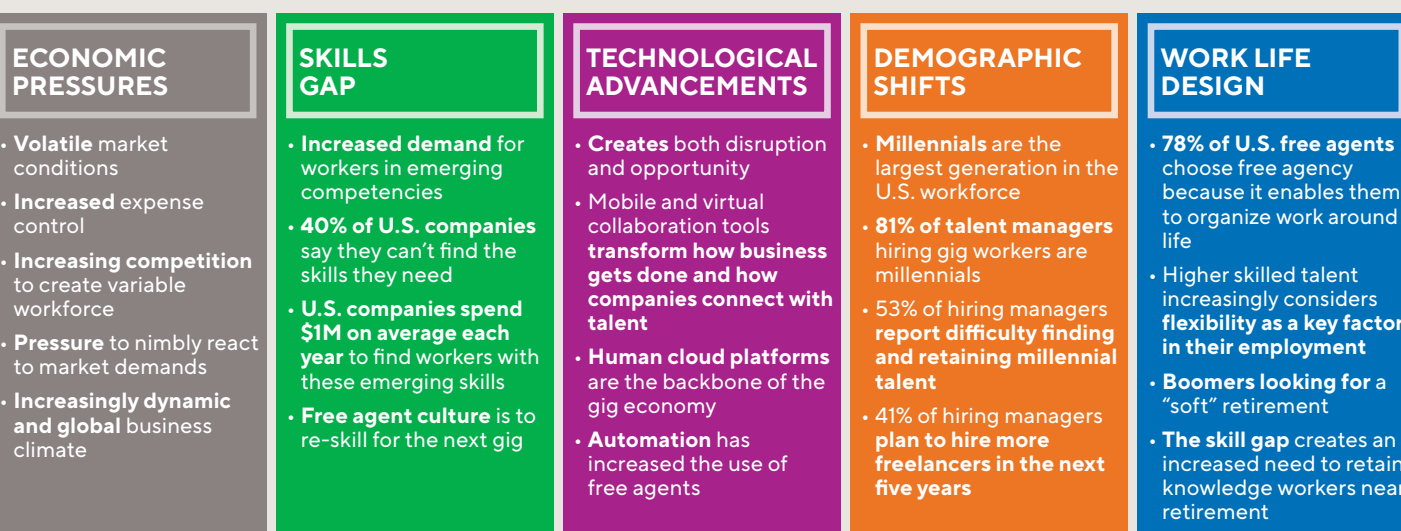 ECONOMIC
PRESSURES
• Volatile market
conditions
• Increased expense
control
• Increasing competition
to create variable
workforce
• Pressure to nimbly react
to market demands
• Increasingly dynamic
and global business
climate
SKILLS
GAP
• Increased demand for
workers in emerging
competencies
• 40% of U.S. companies
say they can’t find the
skills they need
• U.S. companies spend
$1M on average each
year to find workers with
these emerging skills
• Free agent culture is to
re-skill for the next gig
TECHNOLOGICAL
ADVANCEMENTS
• Creates both disruption
and opportunity
• Mobile and virtual
collaboration tools
transform how business
gets done and how
companies connect with
talent
• Human cloud platforms
are the backbone of the
gig economy
• Automation has
increased the use of
free agents
DEMOGRAPHIC
SHIFTS
• Millennials are the
largest generation in the
U.S. workforce
• 81% of talent managers
hiring gig workers are
millennials
• 53% of hiring managers
report difficulty finding
and retaining millennial
talent
• 41% of hiring managers
plan to hire more
freelancers in the next
five years
WORK LIFE
DESIGN
• 78% of U.S. free agents
choose free agency
because it enables them
to organize work around
life
• Higher skilled talent
increasingly considers
flexibility as a key factor
in their employment
• Boomers looking for a
“soft” retirement
• The skill gap creates an
increased need to retain
knowledge workers near
retirement